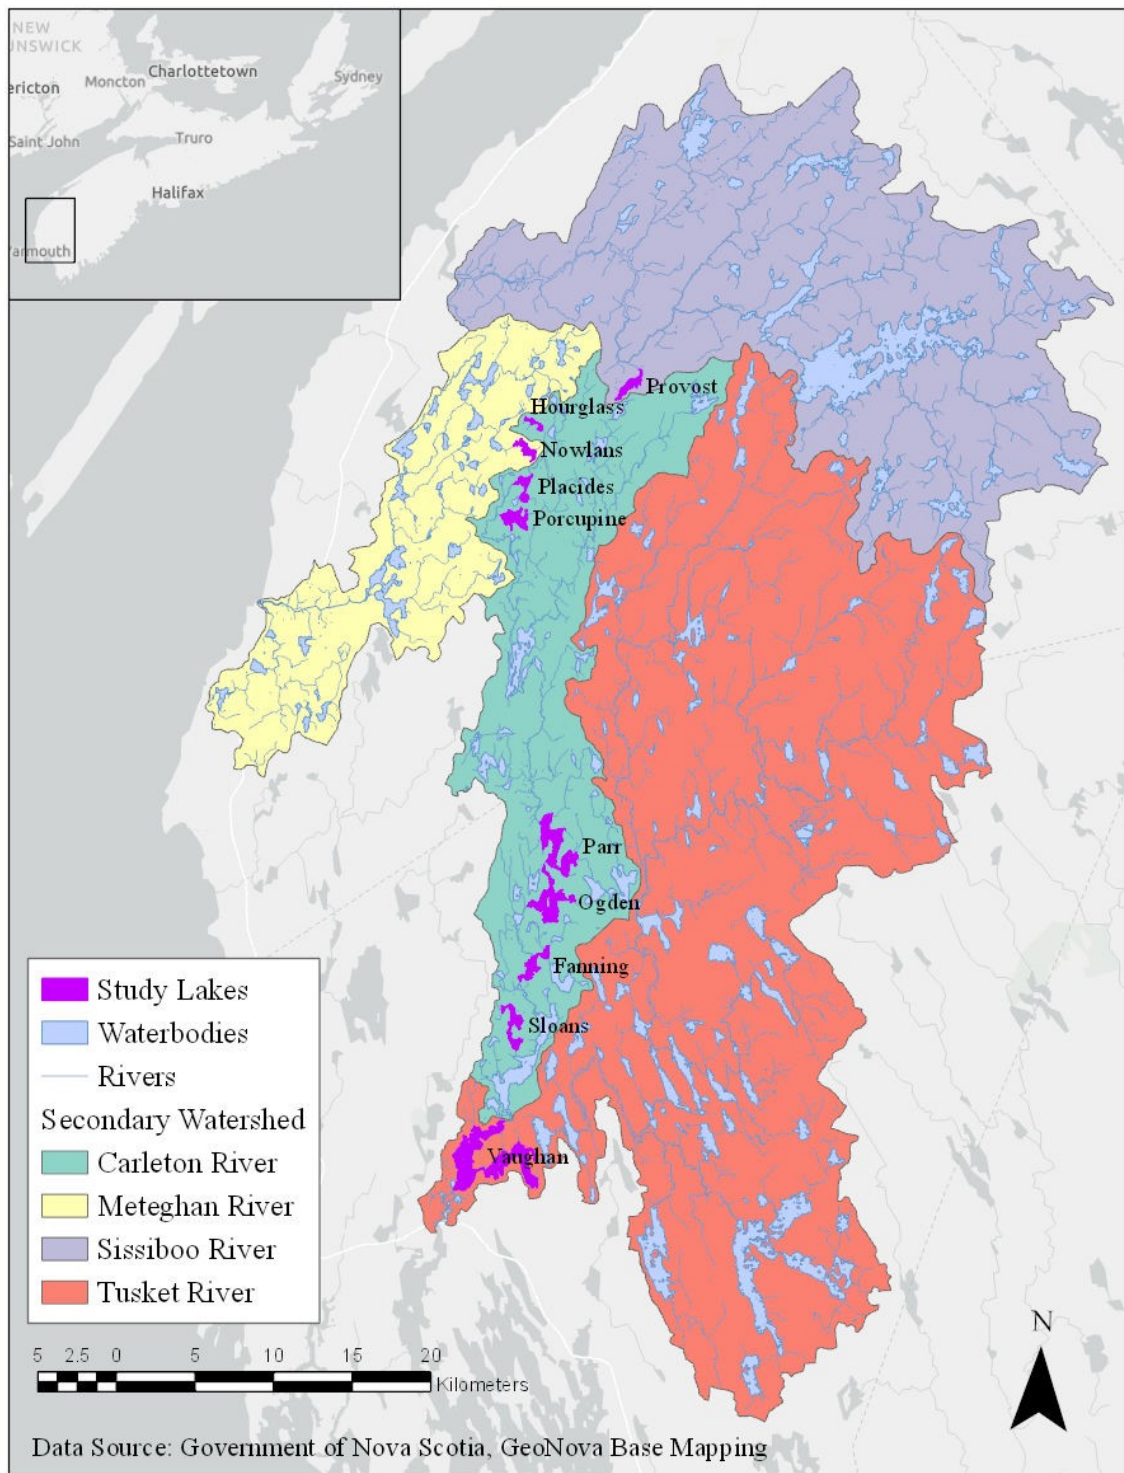 NEW
UNSWICK
ericton
Moncton
Charlottetown
Sydney
Saint John
Truro
Halifax
Yarmouth
Provost
Hourglass
Nowlans
Placides
Porcupine
Parr
Ogden
Fanning
Sloans
Vaughan
Study Lakes
Waterbodies
Rivers
Secondary Watershed
Carleton River
Meteghan River
Sissiboo River
Tusket River
5 2.5 0 5 10 15 20
Kilometers
N
Data Source: Government of Nova Scotia, GeoNova Base Mapping